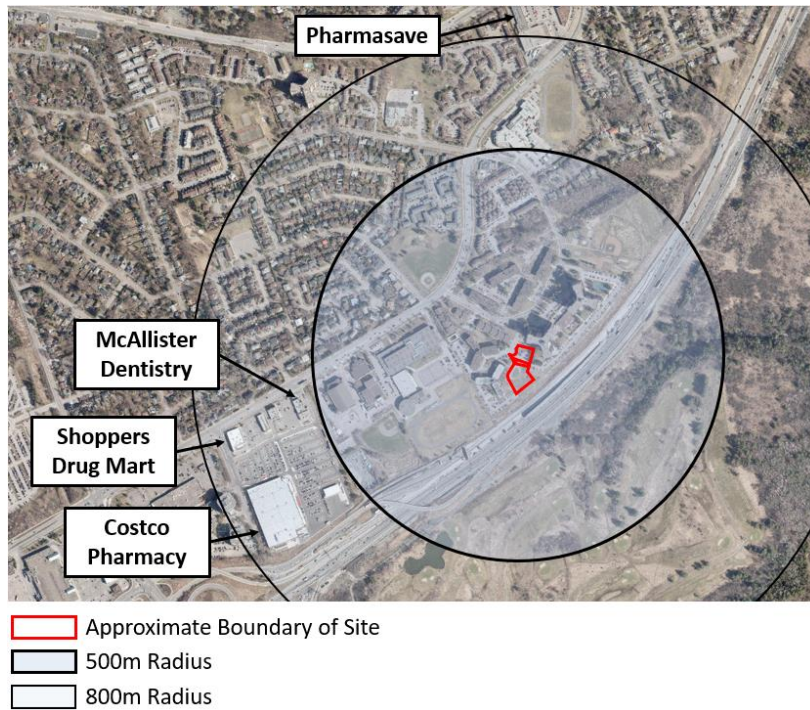 Pharmasave
McAllister
Dentistry
Shoppers
Drug Mart
Costco
Pharmacy
Approximate Boundary of Site
500m Radius
800m Radius